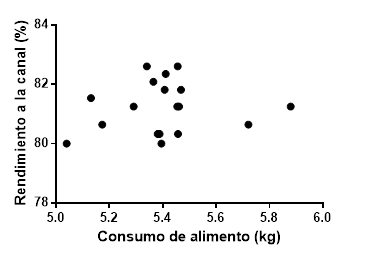 84
82
80
78
Rendimiento a la canal (%)
5.0 5.2 5.4 5.6 5.8 6.0
Consumo de alimento (kg)